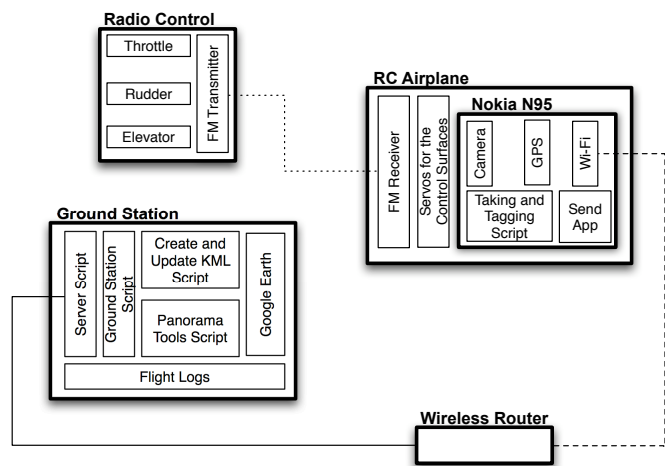 Radio Control
Throttle
Rudder
Elevator
FM Transmitter
RC Airplane
FM Receiver
Servos for the
Control Surfaces
Nokia N95
Camera
GPS
Wi-Fi
Taking and
Tagging
Script
Send
App
Ground Station
Server Script
Ground Station
Script
Create and
Update KML
Script
Panorama
Tools Script
Google Earth
Flight Logs
Wireless Router